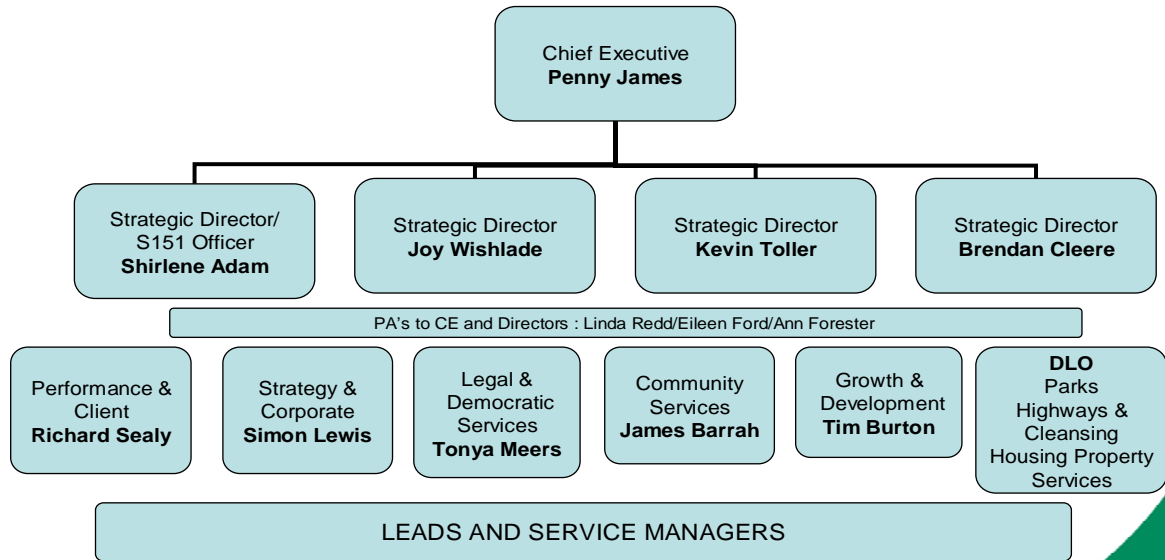 Chief Executive
Penny James
Strategic Director/
S151 Officer
Shirlene Adam
Strategic Director
Joy Wishlade
Strategic Director
Kevin Toller
Strategic Director
Brendan Cleere
PA's to CE and Directors : Linda Redd/Eileen Ford/Ann Forester
Performance &
Client
Richard Sealy
Strategy &
Corporate
Simon Lewis
Legal &
Democratic
Services
Tonya Meers
Community
Services
James Barrah
Growth &
Development
Tim Burton
DLO
Parks
Highways &
Cleansing
Housing Property
Services
LEADS AND SERVICE MANAGERS